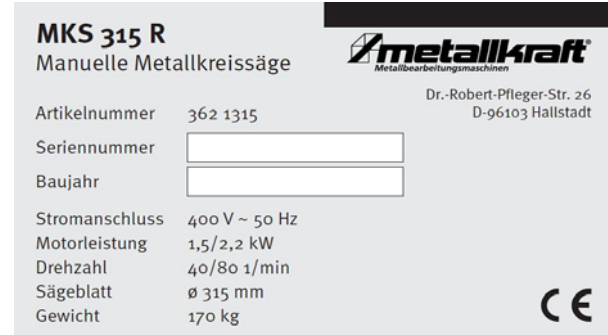 MKS 315 R
Manuelle Metallkreissäge
metallkraft
Metallbearbeitungsmaschinen
Dr.-Robert-Pfleger-Str. 26
D-96103 Hallstadt
Artikelnummer 362 1315
Seriennummer
Baujahr
Stromanschluss 400 V ~ 50 Hz
Motorleistung 1,5/2,2 kW
Drehzahl 40/80 1/min
Sägeblatt ø 315 mm
Gewicht 170 kg
CE